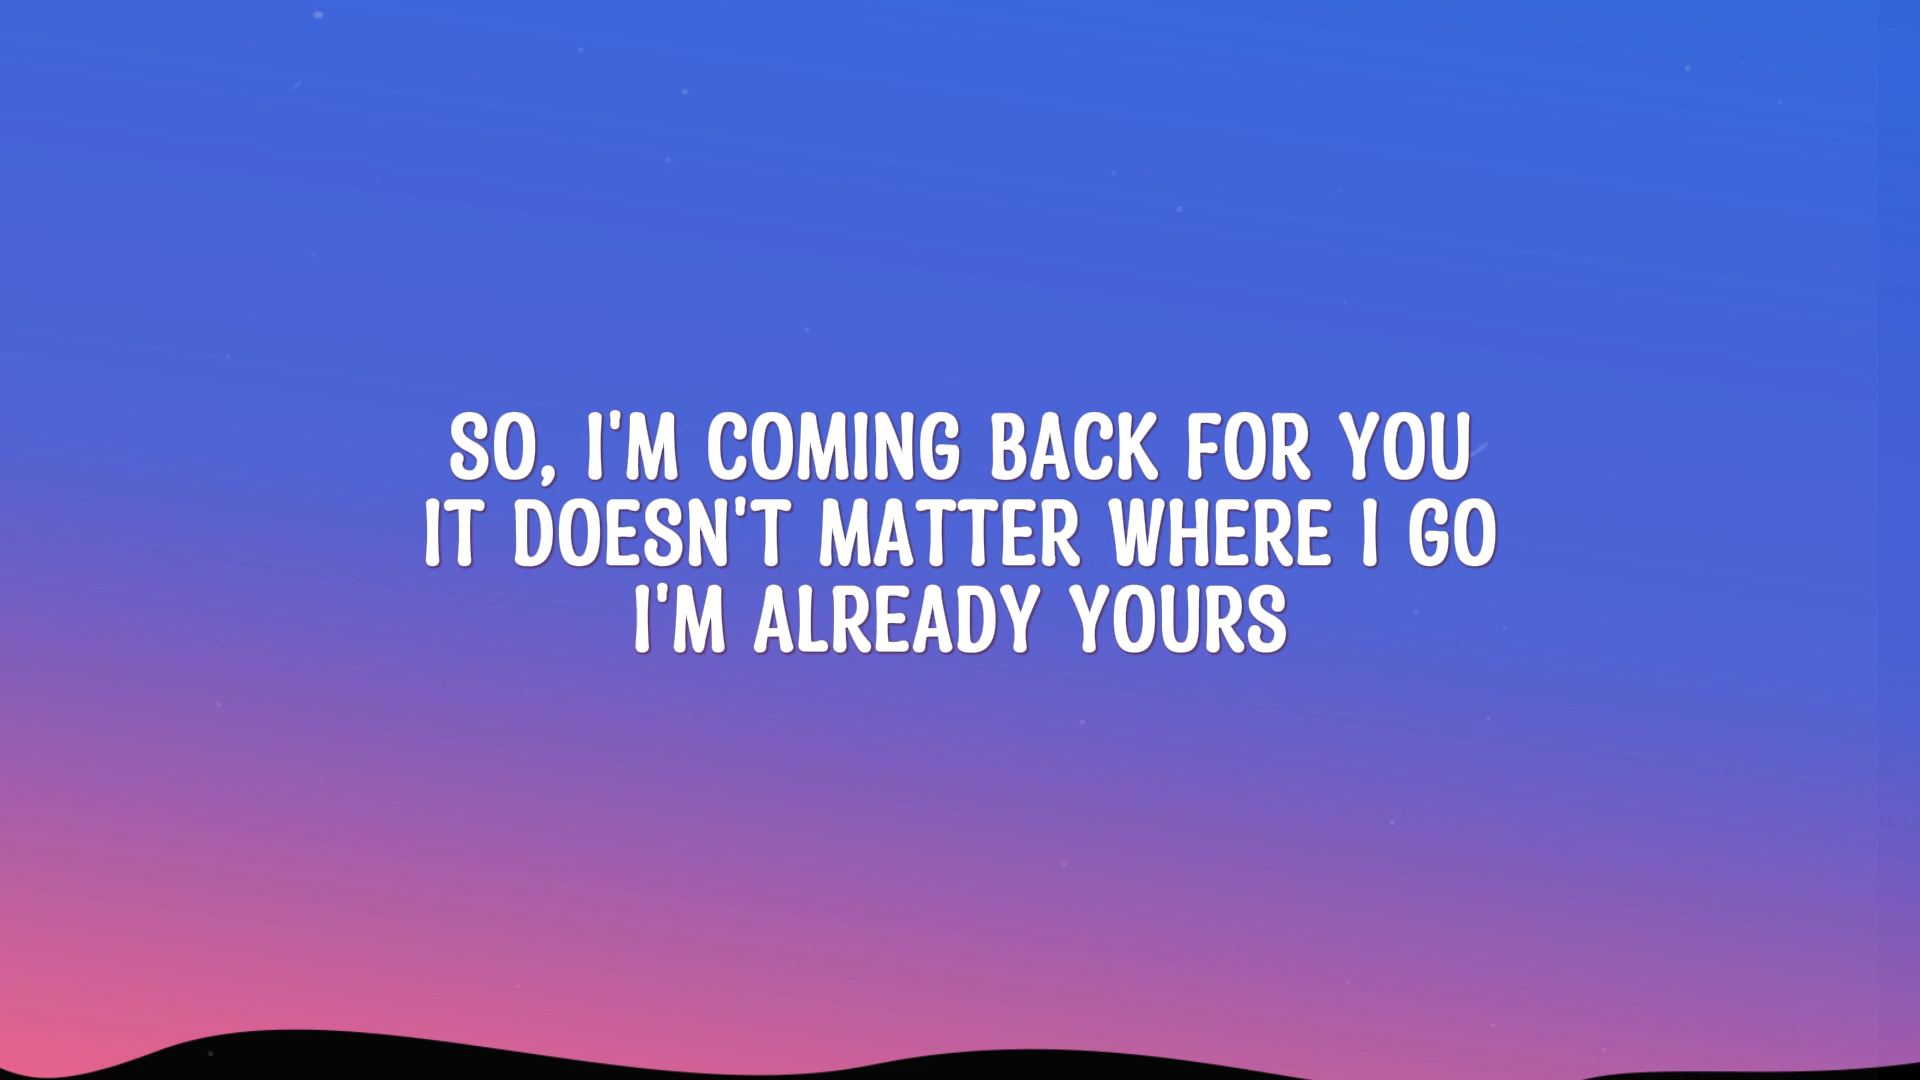 SO, I'M COMING BACK FOR YOU
IT DOESN'T MATTER WHERE I GO
I'M ALREADY YOURS